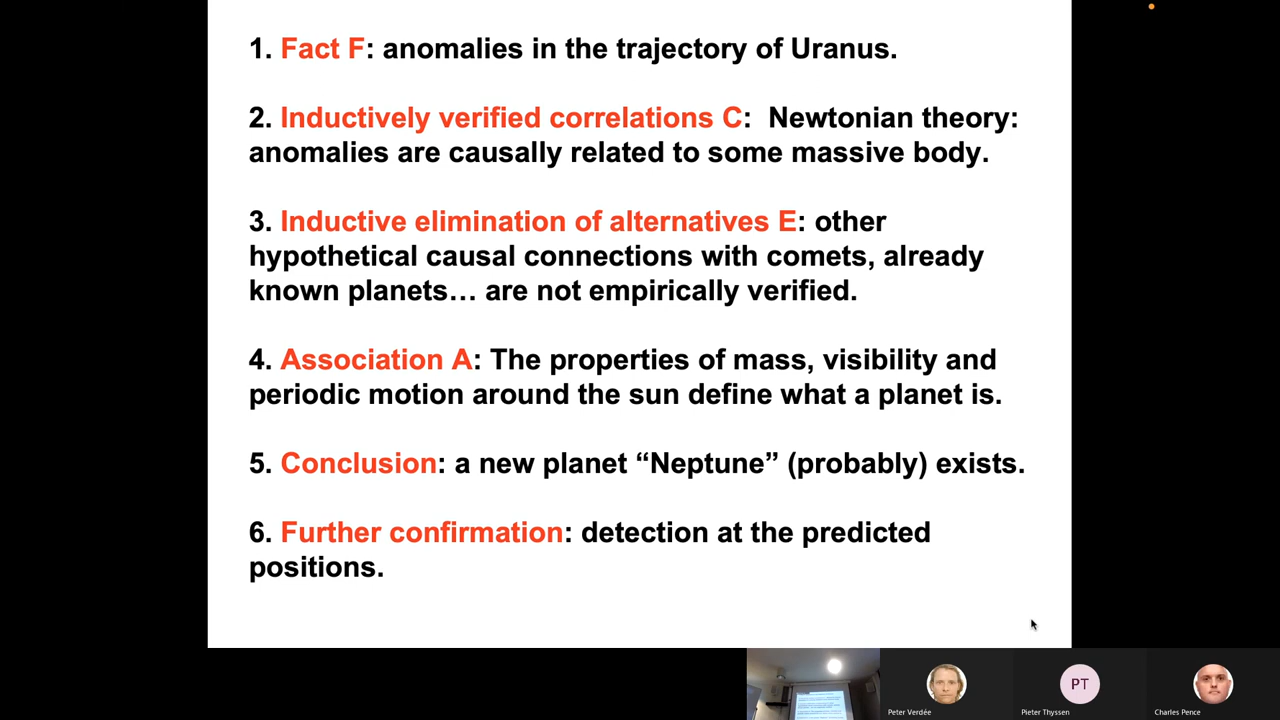 1. Fact F: anomalies in the trajectory of Uranus.
2. Inductively verified correlations C:  Newtonian theory:
anomalies are causally related to some massive body.
3. Inductive elimination of alternatives E: other
hypothetical causal connections with comets, already
known planets… are not empirically verified.
4. Association A: The properties of mass, visibility and
periodic motion around the sun define what a planet is.
5. Conclusion: a new planet “Neptune” (probably) exists.
6. Further confirmation: detection at the predicted
positions.
PT
Peter Verdée
Pieter Thyssen
Charles Pence